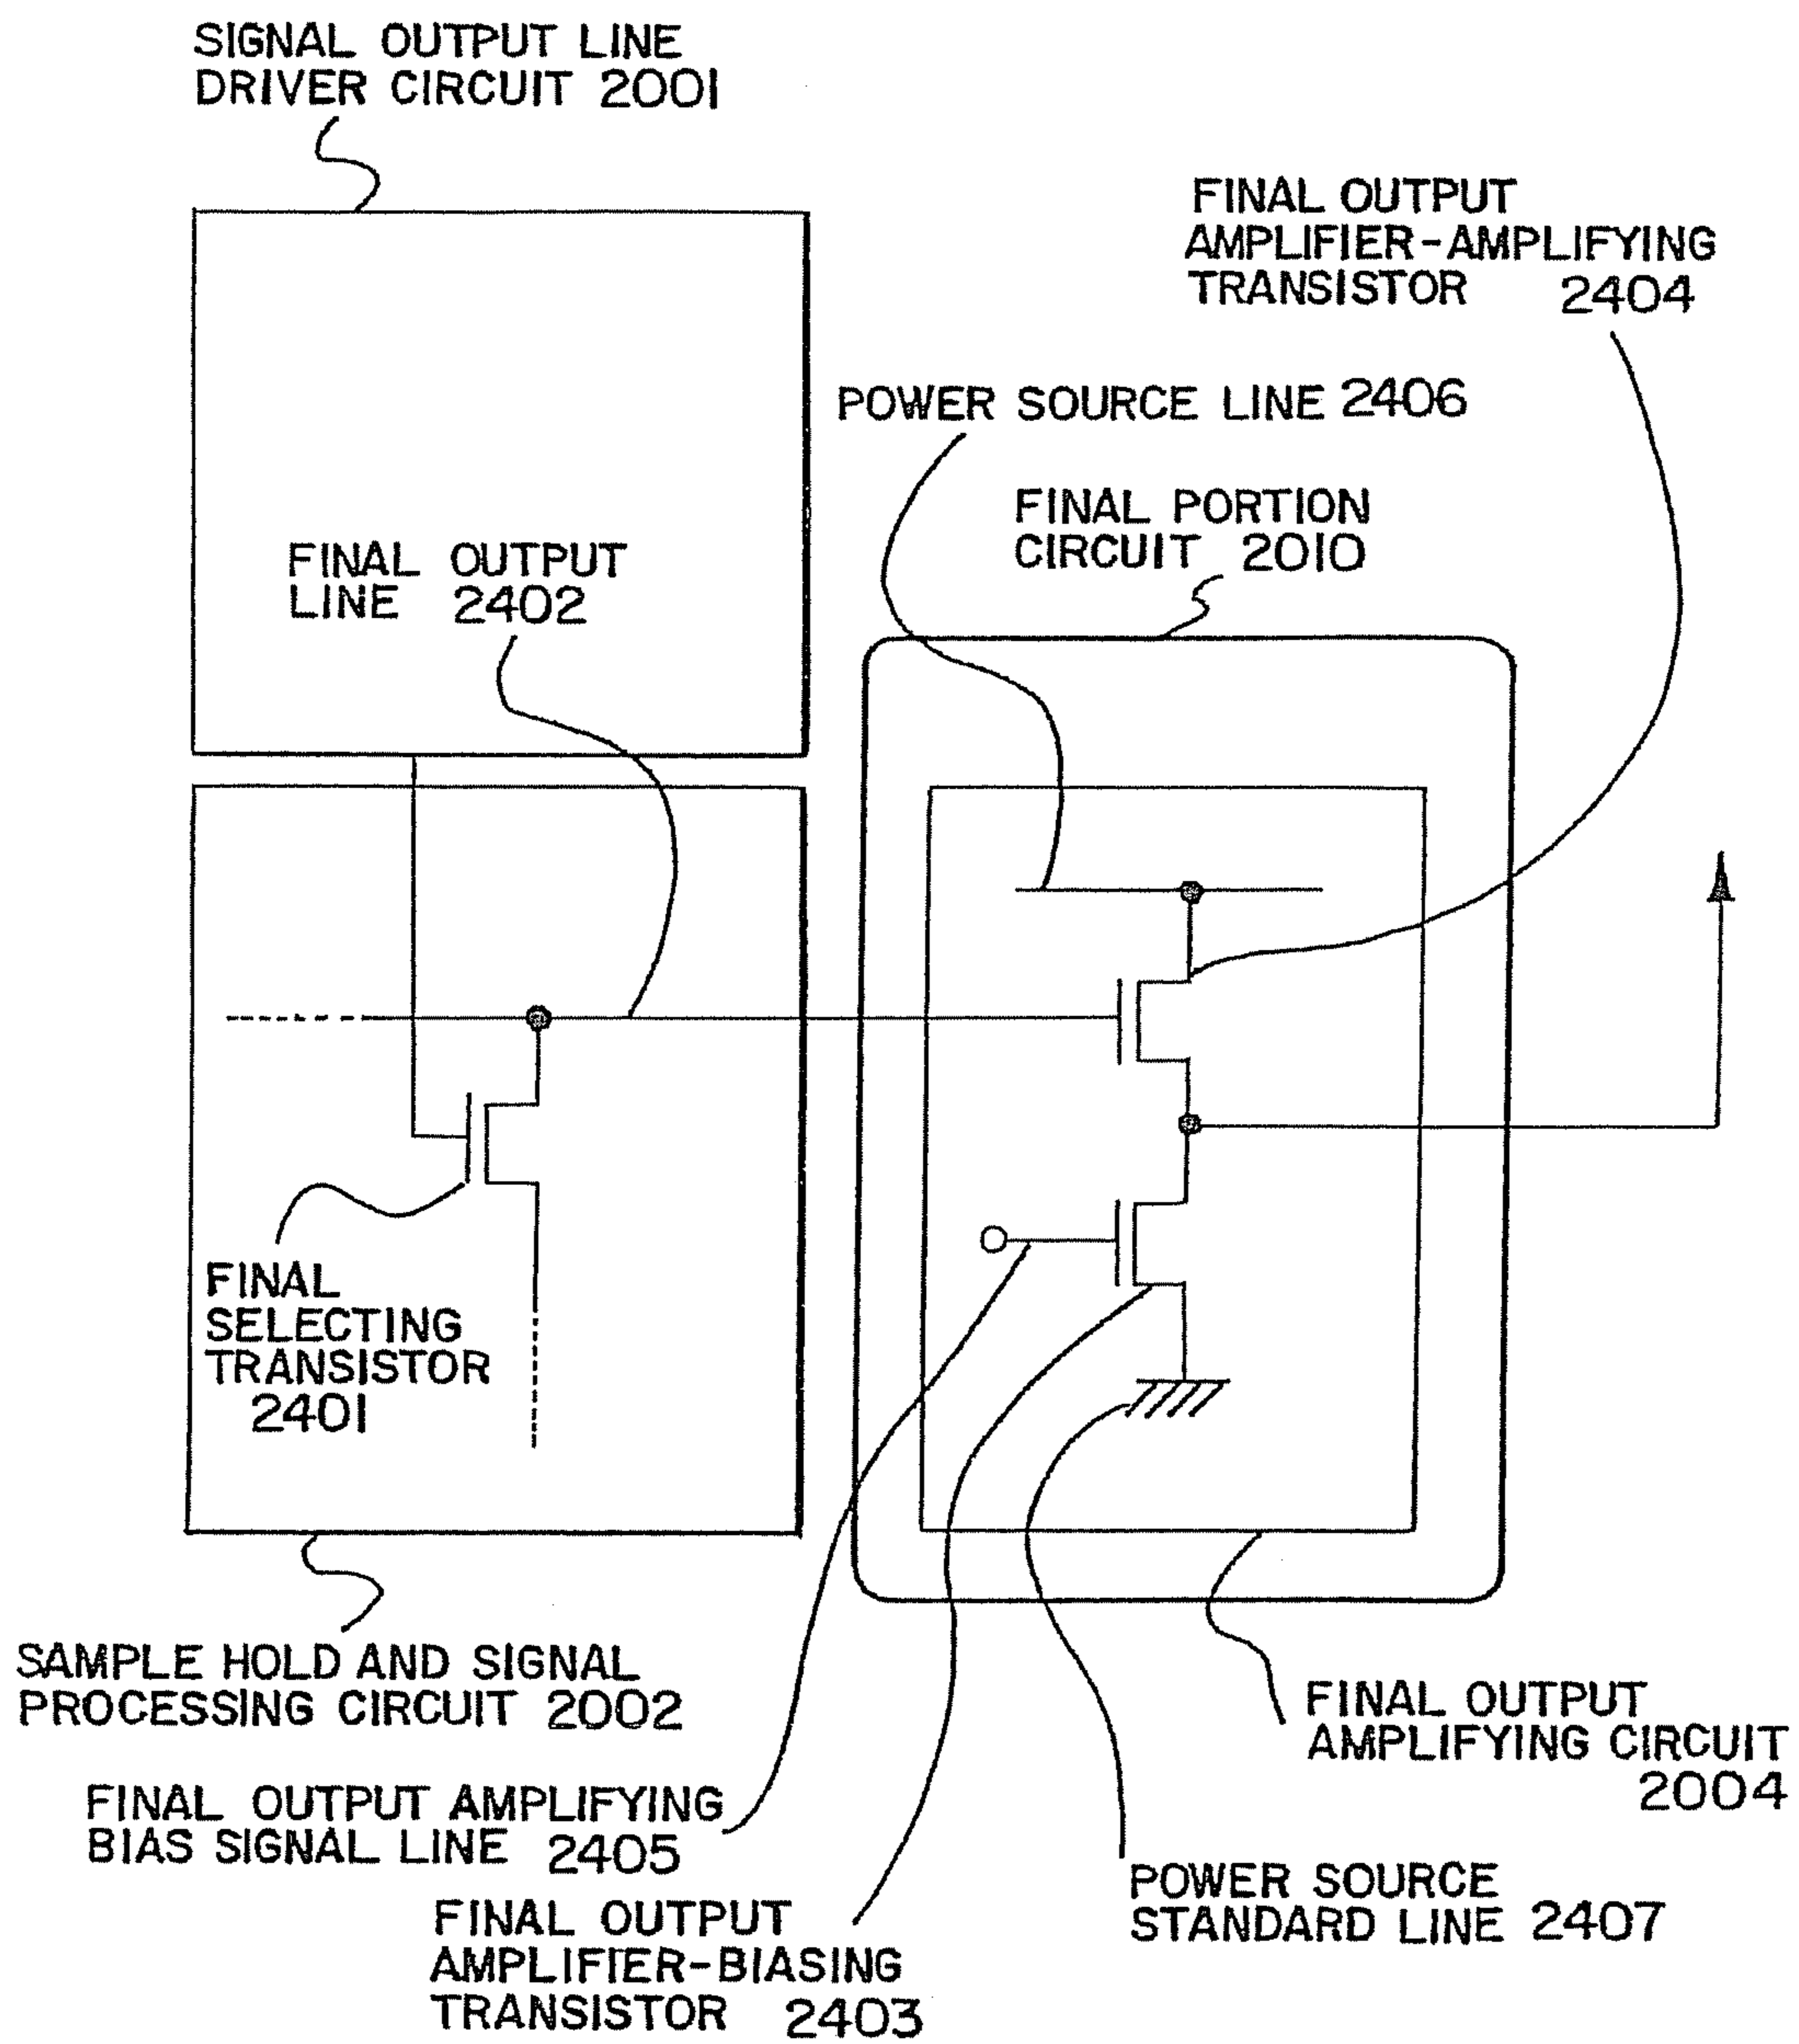 SIGNAL OUTPUT LINE
DRIVER CIRCUIT 2001
FINAL OUTPUT
AMPLIFIER-AMPLIFYING
TRANSISTOR 2404
POWER SOURCE LINE 2406
FINAL PORTION
CIRCUIT 2010
FINAL OUTPUT
LINE 2402
FINAL
SELECTING
TRANSISTOR
2401
SAMPLE HOLD AND SIGNAL
PROCESSING CIRCUIT 2002
FINAL OUTPUT
AMPLIFYING CIRCUIT
2004
FINAL OUTPUT AMPLIFYING
BIAS SIGNAL LINE 2405
POWER SOURCE
STANDARD LINE 2407
FINAL OUTPUT
AMPLIFIER-BIASING
TRANSISTOR 2403